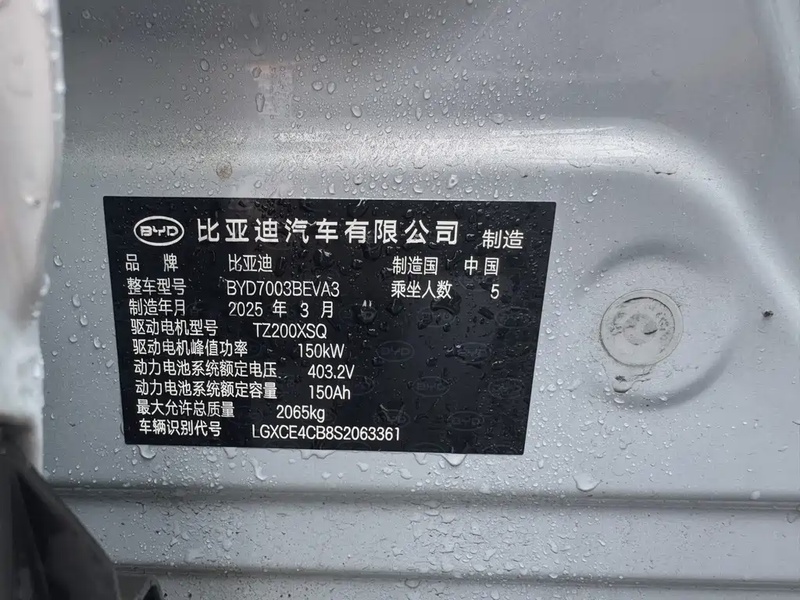 BYD 比亚迪汽车有限公司 制造
品 牌 比亚迪 制造国 中国
整车型号 BYD7003BEVA3 乘坐人数 5
制造年月 2025 年 3 月
驱动电机型号 TZ200XSQ
驱动电机峰值功率 150kW
动力电池系统额定电压 403.2V
动力电池系统额定容量 150Ah
最大允许总质量 2065kg
车辆识别代号 LGXCE4CB8S2063361